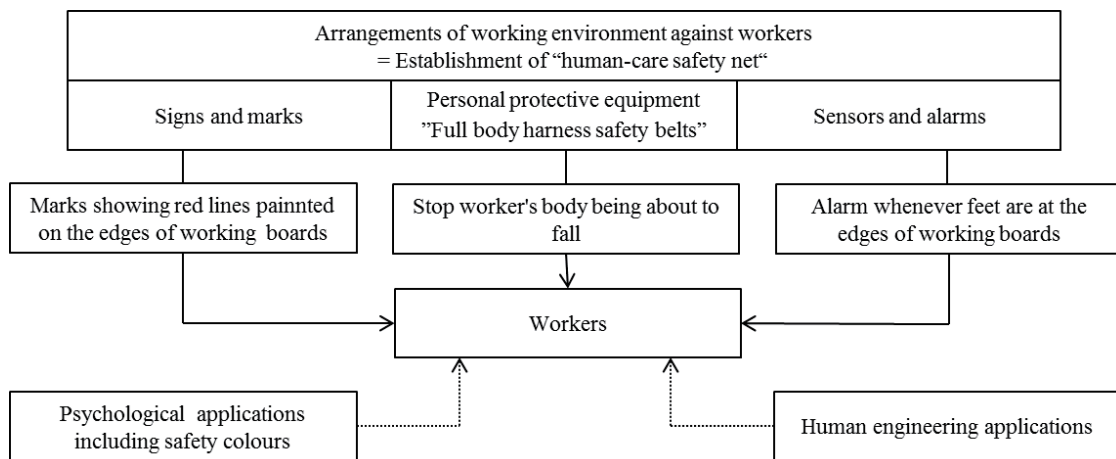 Arrangements of working environment against workers
= Establishment of “human-care safety net“
Signs and marks
Personal protective equipment
”Full body harness safety belts”
Sensors and alarms
Marks showing red lines painnted
on the edges of working boards
Stop worker's body being about to
fall
Alarm whenever feet are at the
edges of working boards
Workers
Psychological applications
including safety colours
Human engineering applications